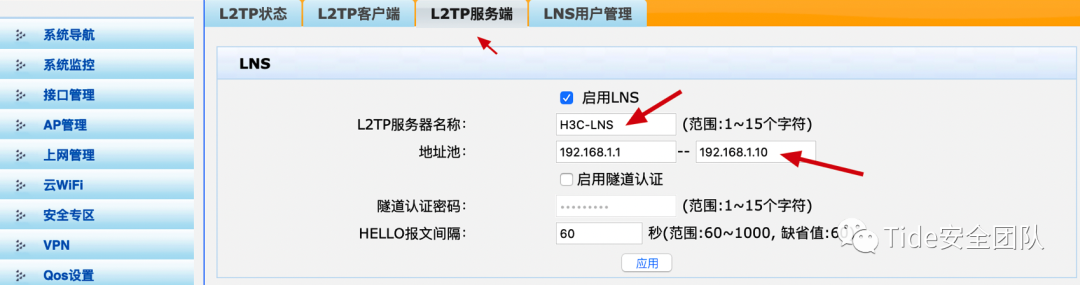 L2TP状态 L2TP客户端 L2TP服务端 LNS用户管理
系统导航
系统监控
接口管理
AP管理
上网管理
云WiFi
安全专区
VPN
Qos设置
LNS
启用LNS
L2TP服务器名称: H3C-LNS (范围:1~15个字符)
地址池: 192.168.1.1 -- 192.168.1.10
启用隧道认证
隧道认证密码: ••••••••• (范围:1~15个字符)
HELLO报文间隔: 60 秒(范围:60~1000, 缺省值:60)
应用
Tide安全团队